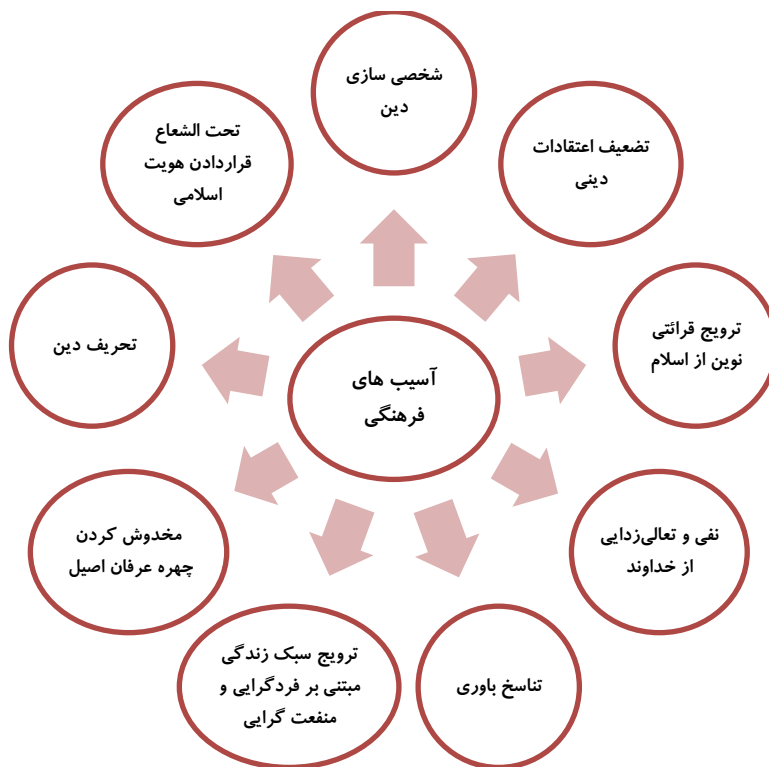 شخصی سازی
دین
تضعیف اعتقادات
دینی
ترویج قرائتی
نوین از اسلام
نفی و تعالی‌زدایی
از خداوند
تناسخ باوری
ترویج سبک زندگی
مبتنی بر فردگرایی و
منفعت گرایی
مخدوش کردن
چهره عرفان اصیل
تحریف دین
تحت الشعاع
قراردادن هویت
اسلامی
آسیب های
فرهنگی